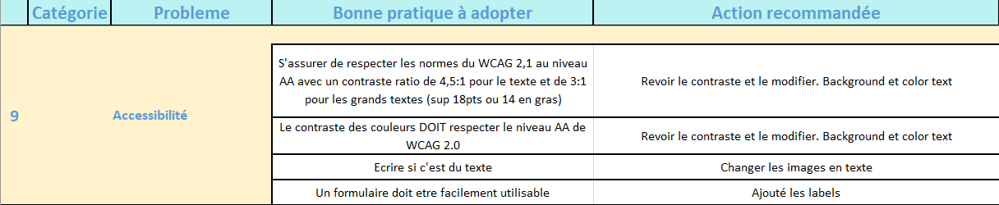 Catégorie Probleme Bonne pratique à adopter Action recommandée
S'assurer de respecter les normes du WCAG 2,1 au niveau
AA avec un contraste ratio de 4,5:1 pour le texte et de 3:1
pour les grands textes (sup 18pts ou 14 en gras)
Revoir le contraste et le modifier. Background et color text
9 Accessibilité
Le contraste des couleurs DOIT respecter le niveau AA de
WCAG 2.0
Revoir le contraste et le modifier. Background et color text
Ecrire si c'est du texte Changer les images en texte
Un formulaire doit etre facilement utilisable Ajouté les labels